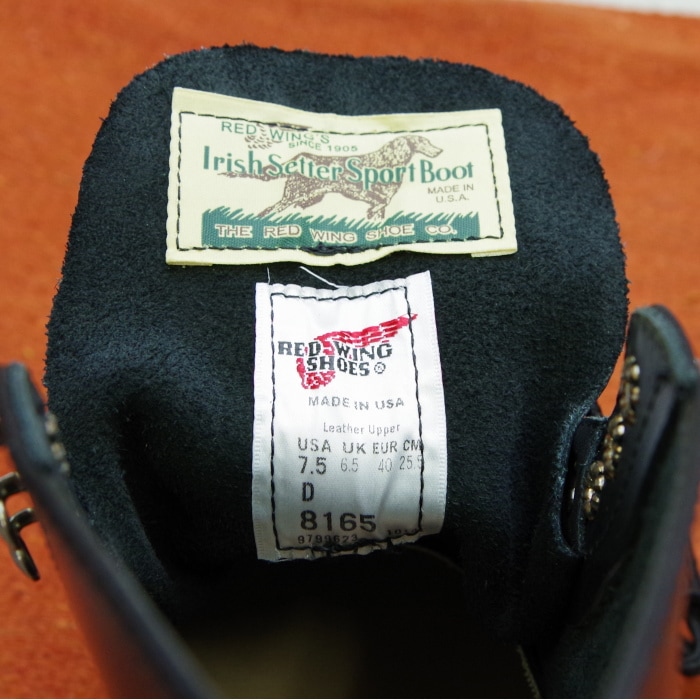 RED WING'S
SINCE 1905
Irish Setter Sport Boot
MADE IN
U.S.A.
THE RED WING SHOE CO.
RED WING
SHOES®
MADE IN USA
Leather Upper
USA UK EUR CM
7.5 6.5 40 25.5
D
8165
9799623